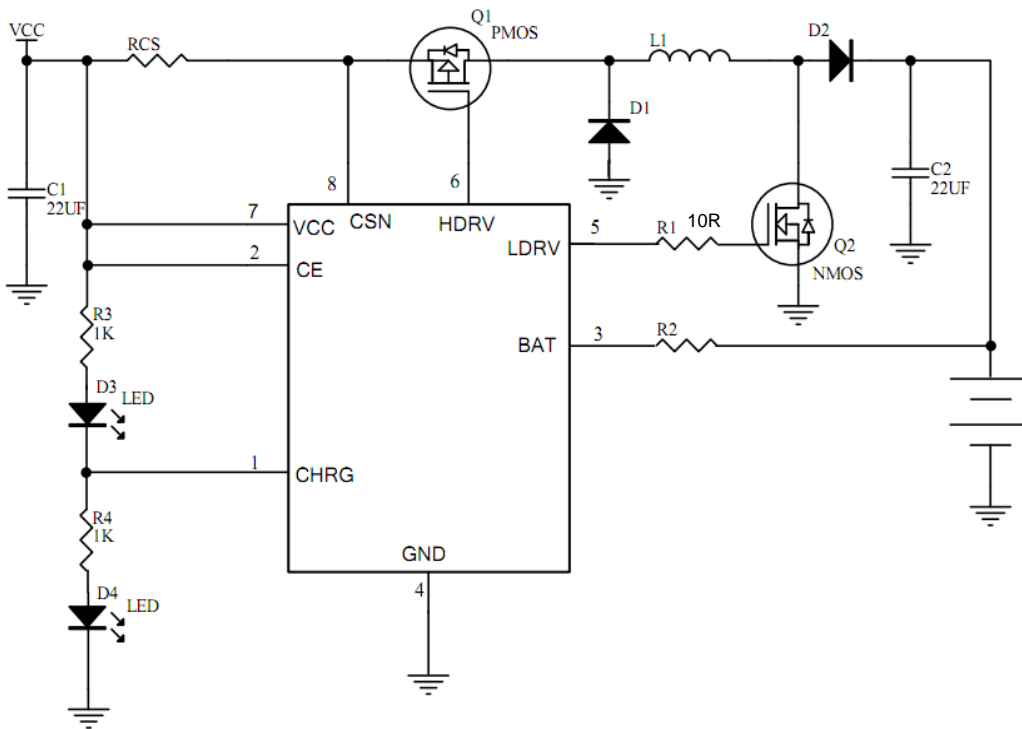 VCC
RCS
Q1
PMOS
L1
D2
D1
C1
22UF
C2
22UF
8
6
7
VCC
CSN
HDRV
5
R1
10R
2
CE
LDRV
Q2
NMOS
R3
1K
BAT
3
R2
D3
LED
1
CHRG
R4
1K
GND
4
D4
LED